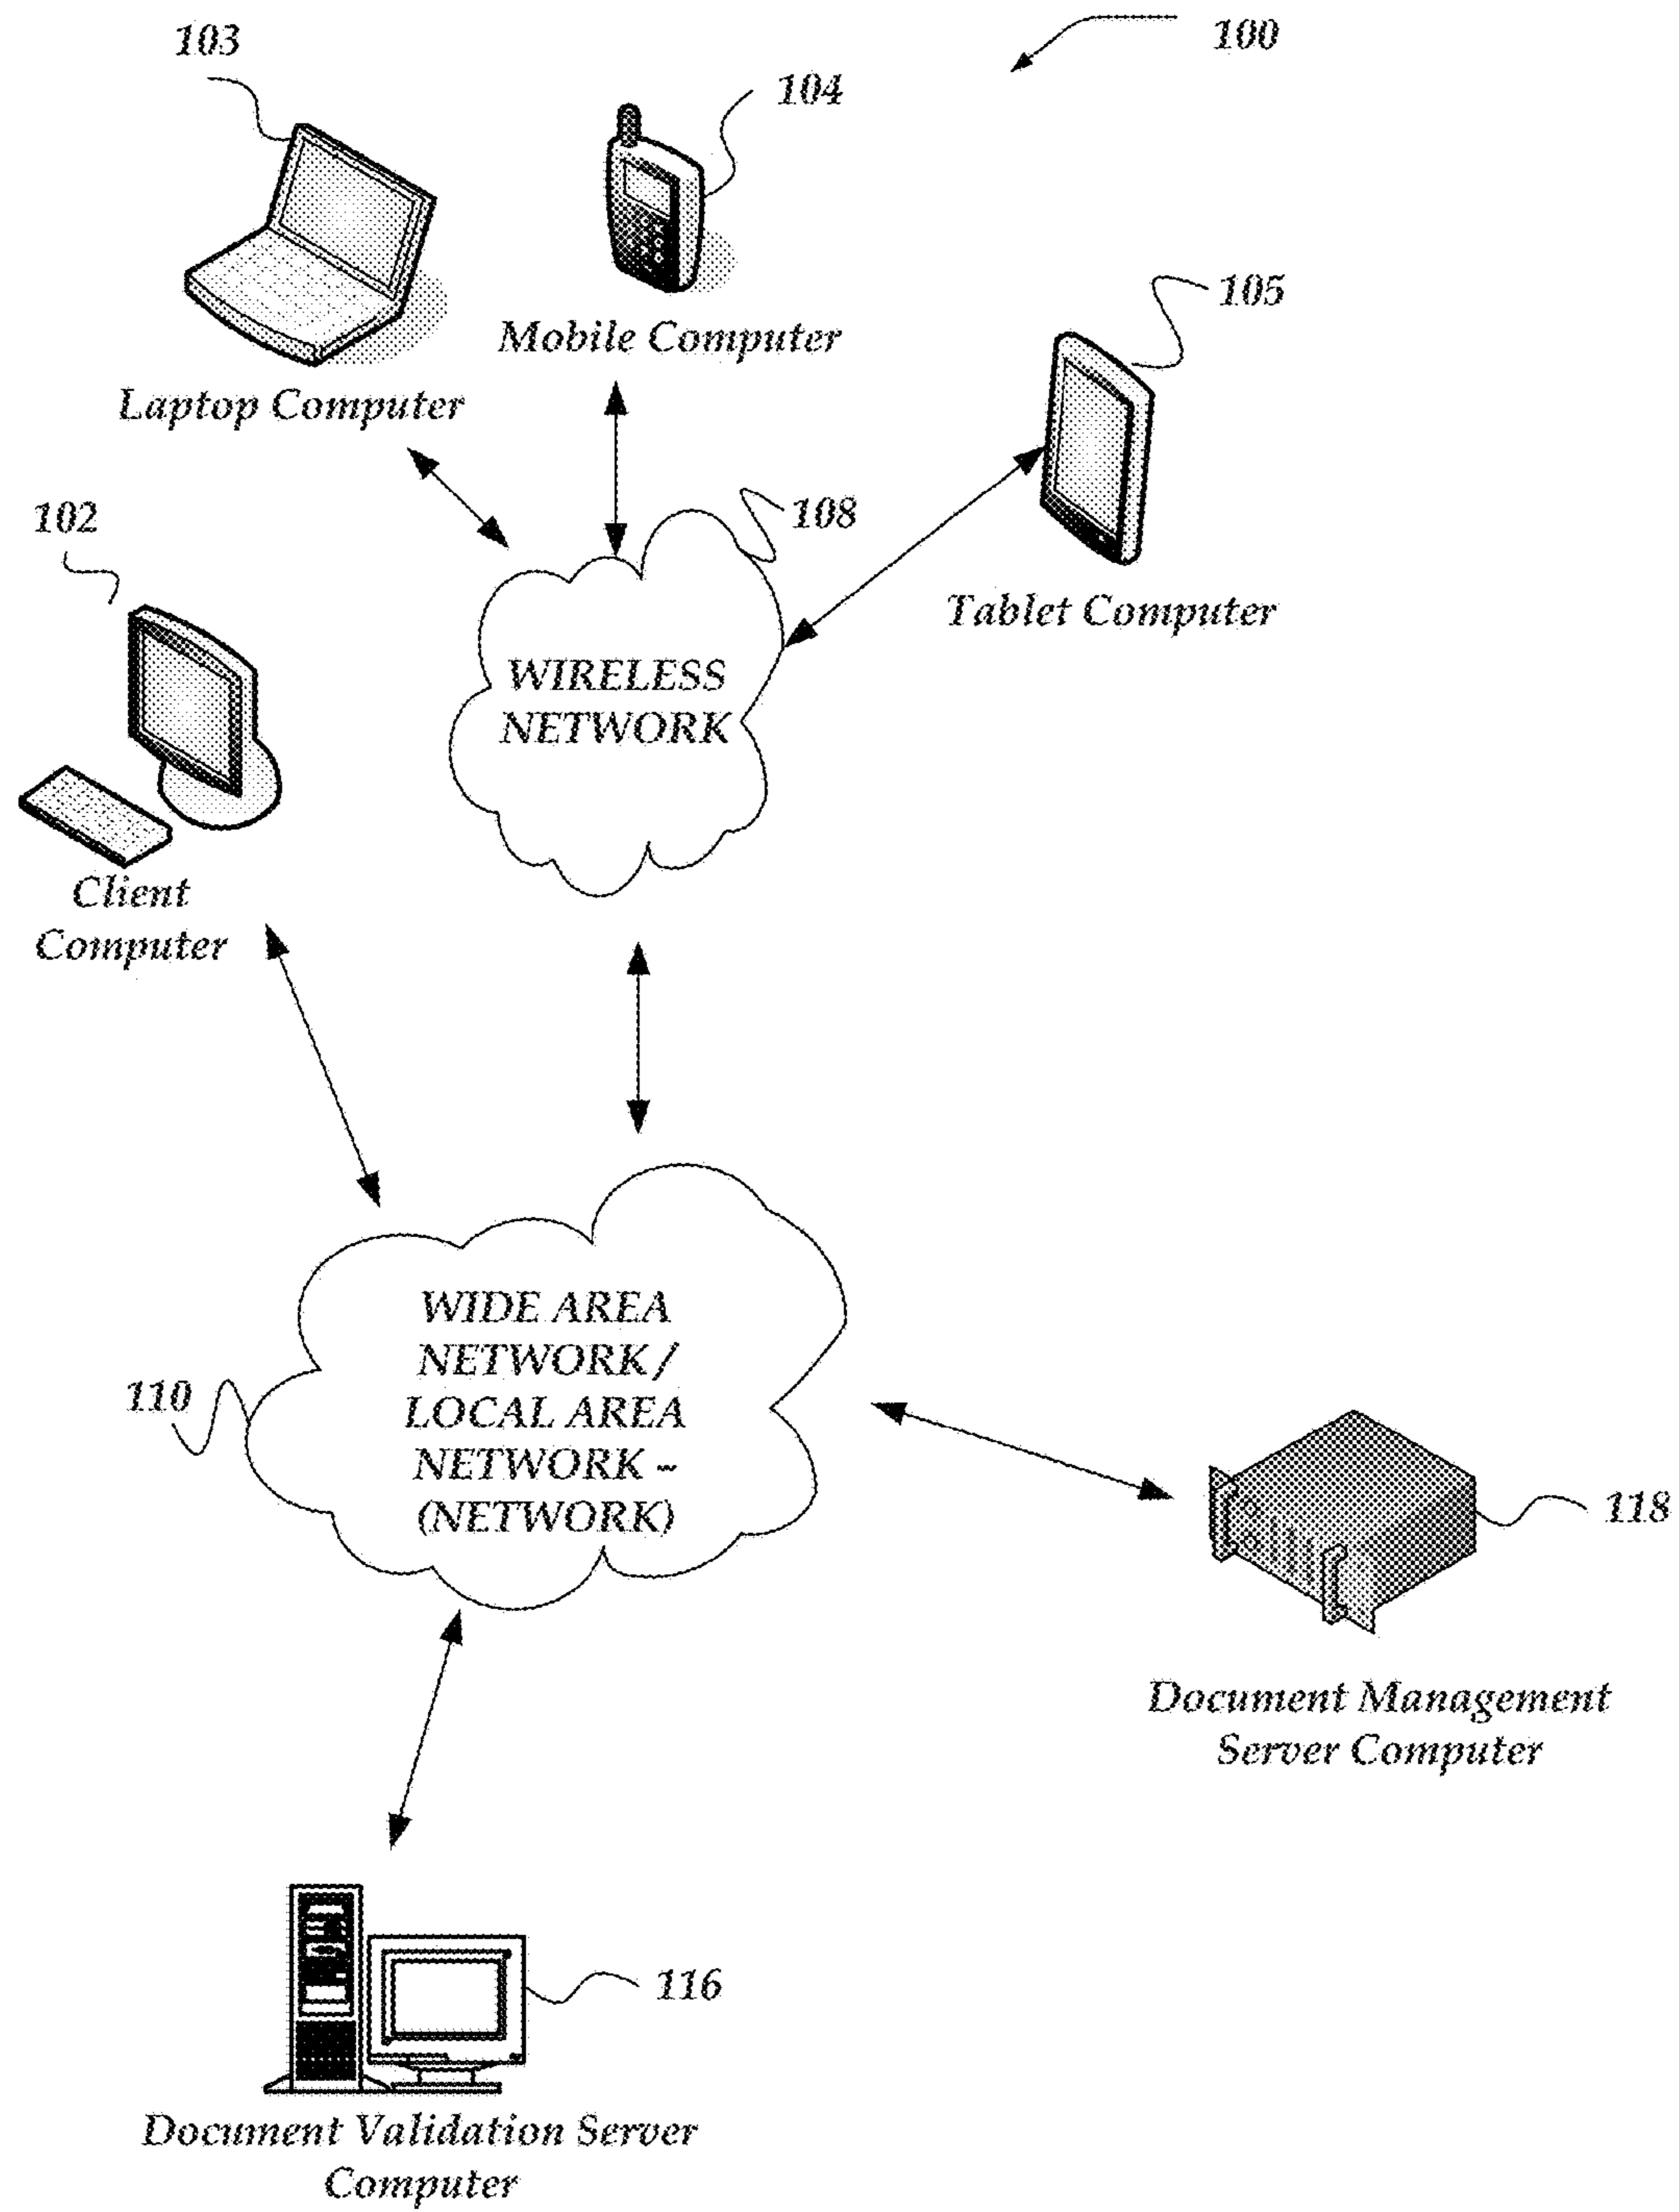 103
100
104
105
Mobile Computer
Laptop Computer
102
108
Tablet Computer
WIRELESS
NETWORK
Client
Computer
WIDE AREA
NETWORK /
LOCAL AREA
NETWORK –
(NETWORK)
110
118
Document Management
Server Computer
116
Document Validation Server
Computer